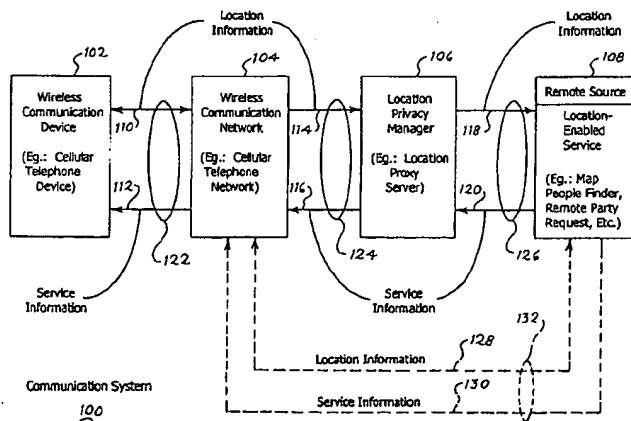 Location
Information
Location
Information
102
104
106
108
Wireless
Communication
Device
(Eg.: Cellular
Telephone
Device)
Wireless
Communication
Network
(Eg.: Cellular
Telephone
Network)
Location
Privacy
Manager
(Eg.: Location
Proxy
Server)
Remote Source
Location-
Enabled
Service
(Eg.: Map
People Finder,
Remote Party
Request, Etc.)
110
114
118
112
116
120
122
124
126
Service
Information
Service
Information
132
Location Information
128
Communication System
100
Service Information
130